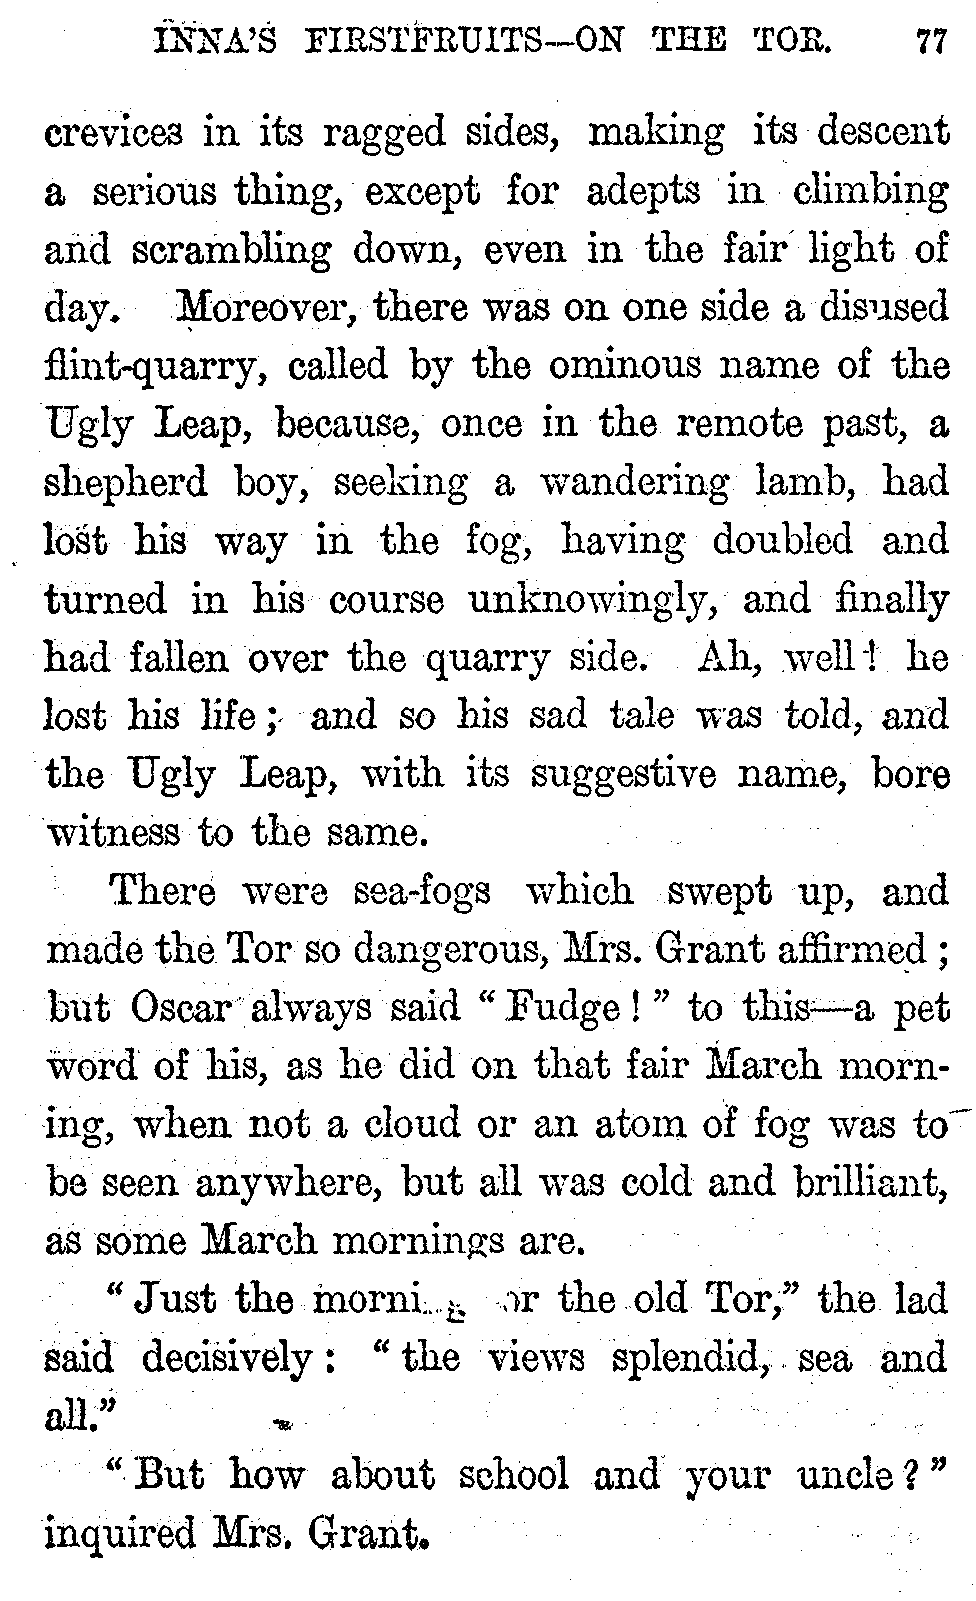 INNA'S FIRSTFRUITS—ON THE TOR. 77
crevices in its ragged sides, making its descent
a serious thing, except for adepts in climbing
and scrambling down, even in the fair light of
day. Moreover, there was on one side a disused
flint-quarry, called by the ominous name of the
Ugly Leap, because, once in the remote past, a
shepherd boy, seeking a wandering lamb, had
lost his way in the fog, having doubled and
turned in his course unknowingly, and finally
had fallen over the quarry side. Ah, well! he
lost his life; and so his sad tale was told, and
the Ugly Leap, with its suggestive name, bore
witness to the same.
There were sea-fogs which swept up, and
made the Tor so dangerous, Mrs. Grant affirmed;
but Oscar always said "Fudge!" to this—a pet
word of his, as he did on that fair March morn-
ing, when not a cloud or an atom of fog was to
be seen anywhere, but all was cold and brilliant,
as some March mornings are.
"Just the the old Tor," the lad
said decisively: "the views splendid, sea and
all."
"But how about school and your uncle?"
inquired Mrs. Grant.